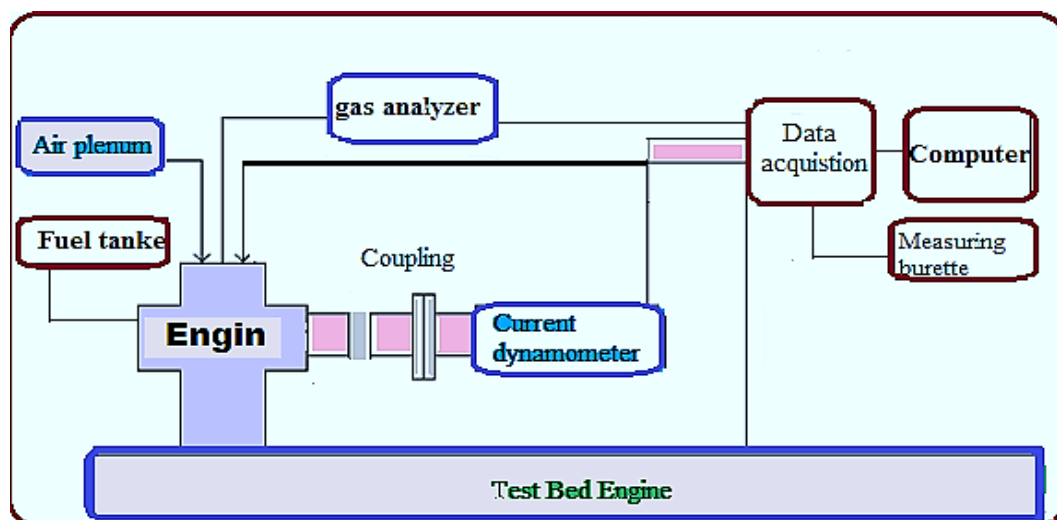 gas analyzer
Air plenum
Data
acquistion
Computer
Fuel tanke
Coupling
Measuring
burette
Engin
Current
dynamometer
Test Bed Engine